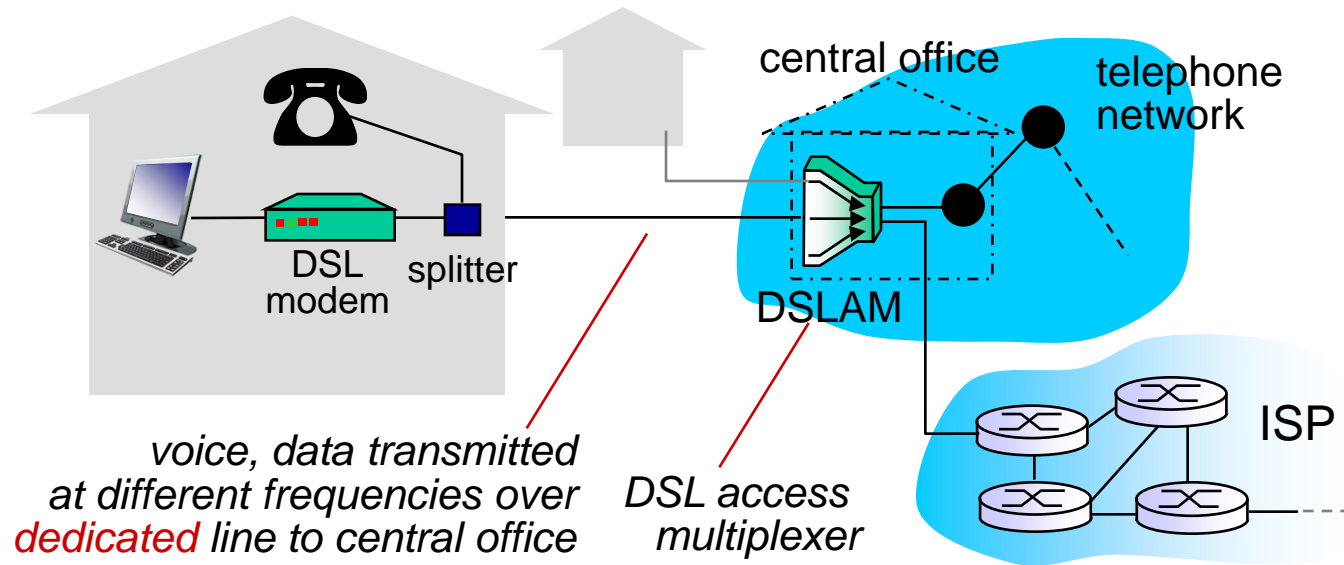 central office
telephone
network
DSL
modem
splitter
DSLAM
ISP
voice, data transmitted
at different frequencies over
dedicated line to central office
DSL access
multiplexer